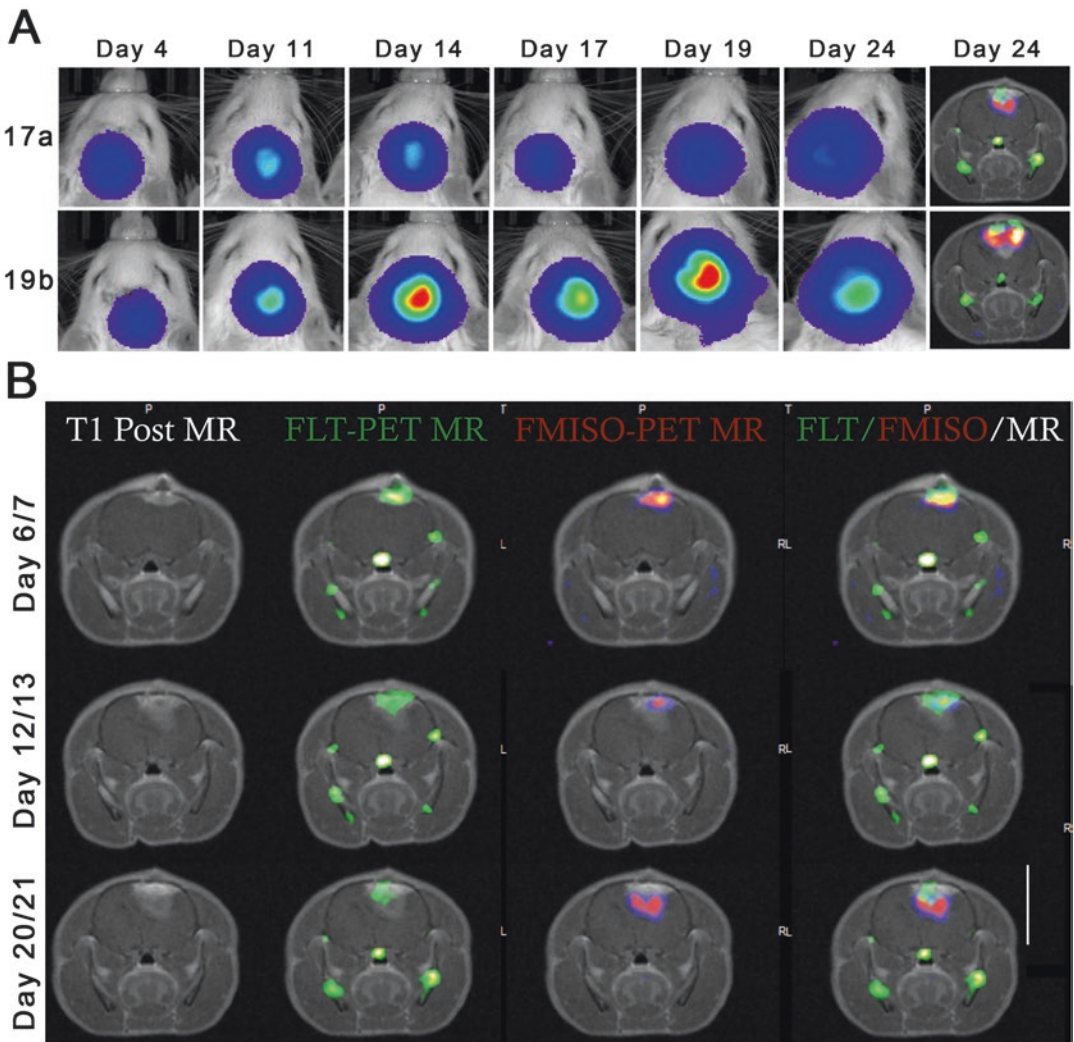 A
Day 4 Day 11 Day 14 Day 17 Day 19 Day 24 Day 24
17a
19b
B
P P T P T P
T1 Post MR FLT-PET MR FMISO-PET MR FLT/FMISO/MR
Day 6/7
L RL R
Day 12/13
L RL
R
Day 20/21
L RL